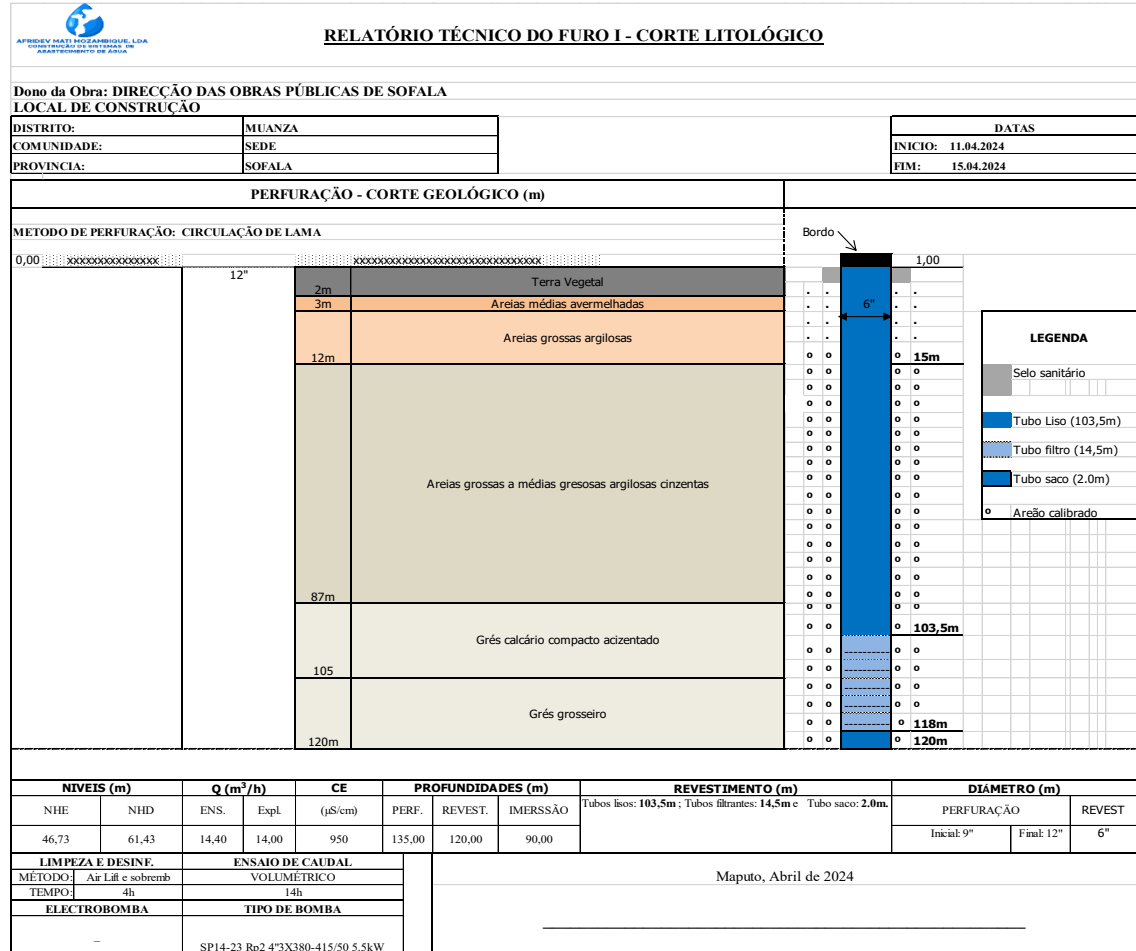 AFRIDEV MATI MOZAMBIQUE, LDA
CONSTRUÇÃO DE SISTEMAS DE
ABASTECIMENTO DE ÁGUA
RELATÓRIO TÉCNICO DO FURO I - CORTE LITOLÓGICO
Dono da Obra: DIRECÇÃO DAS OBRAS PÚBLICAS DE SOFALA
LOCAL DE CONSTRUÇÃO
DISTRITO: MUANZA
COMUNIDADE: SEDE
PROVINCIA: SOFALA
DATAS
INICIO: 11.04.2024
FIM: 15.04.2024
PERFURAÇÃO - CORTE GEOLÓGICO (m)
METODO DE PERFURAÇÃO: CIRCULAÇÃO DE LAMA
0,00 xxxxxxxxxxxxxxx xxxxxxxxxxxxxxxxxxxxxxxxxxxxxxx
12"
2m Terra Vegetal
3m Areias médias avermelhadas
12m Areias grossas argilosas
87m Areias grossas a médias gresosas argilosas cinzentas
105 Grés calcário compacto acizentado
120m Grés grosseiro
Bordo
1,00
6"
15m
103,5m
118m
120m
LEGENDA
Selo sanitário
Tubo Liso (103,5m)
Tubo filtro (14,5m)
Tubo saco (2.0m)
o Areão calibrado
NIVEIS (m) Q (m³/h) CE PROFUNDIDADES (m) REVESTIMENTO (m) DIÂMETRO (m)
NHE NHD ENS. Expl. (µS/cm) PERF. REVEST. IMERSSÃO Tubos lisos: 103,5m ; Tubos filtrantes: 14,5m e Tubo saco: 2.0m. PERFURAÇÃO REVEST
46,73 61,43 14,40 14,00 950 135,00 120,00 90,00 Inicial: 9" Final: 12" 6"
LIMPEZA E DESINF. ENSAIO DE CAUDAL
MÉTODO: Air Lift e sobremb VOLUMÉTRICO
TEMPO: 4h 14h
ELECTROBOMBA TIPO DE BOMBA
– SP14-23 Rp2 4"3X380-415/50 5.5kW
Maputo, Abril de 2024